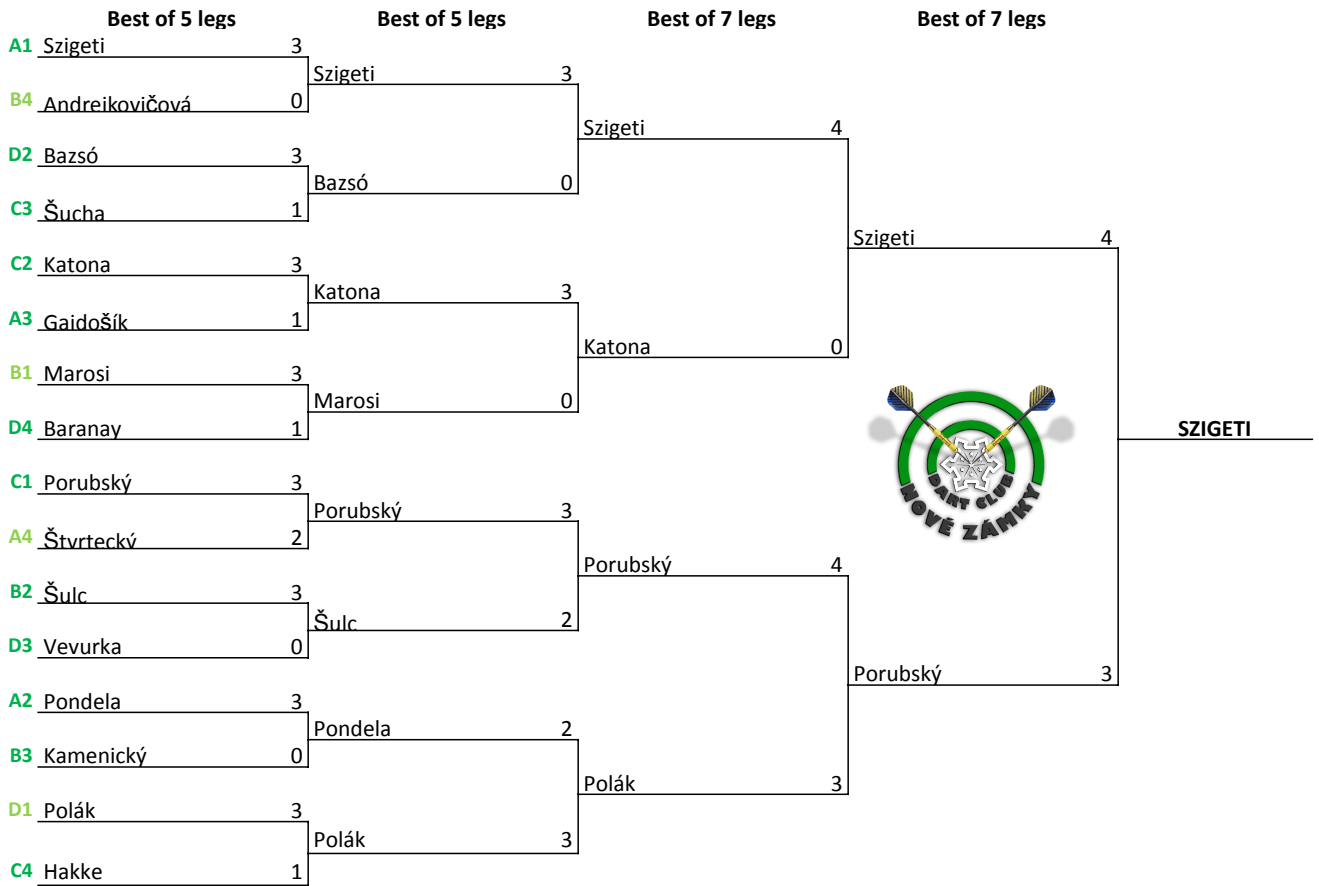 Best of 5 legs Best of 5 legs Best of 7 legs Best of 7 legs
A1 Szigeti 3
Szigeti 3
B4 Andrejkovičová 0
Szigeti 4
D2 Bazsó 3
Bazsó 0
C3 Šucha 1
Szigeti 4
C2 Katona 3
Katona 3
A3 Gajdošík 1
Katona 0
B1 Marosi 3
Marosi 0
D4 Baranay 1
SZIGETI
C1 Porubský 3
Porubský 3
A4 Štvrtecký 2
Porubský 4
B2 Šulc 3
Šulc 2
D3 Vevurka 0
Porubský 3
A2 Pondela 3
Pondela 2
B3 Kamenický 0
Polák 3
D1 Polák 3
Polák 3
C4 Hakke 1
DART CLUB
NOVÉ ZÁMKY